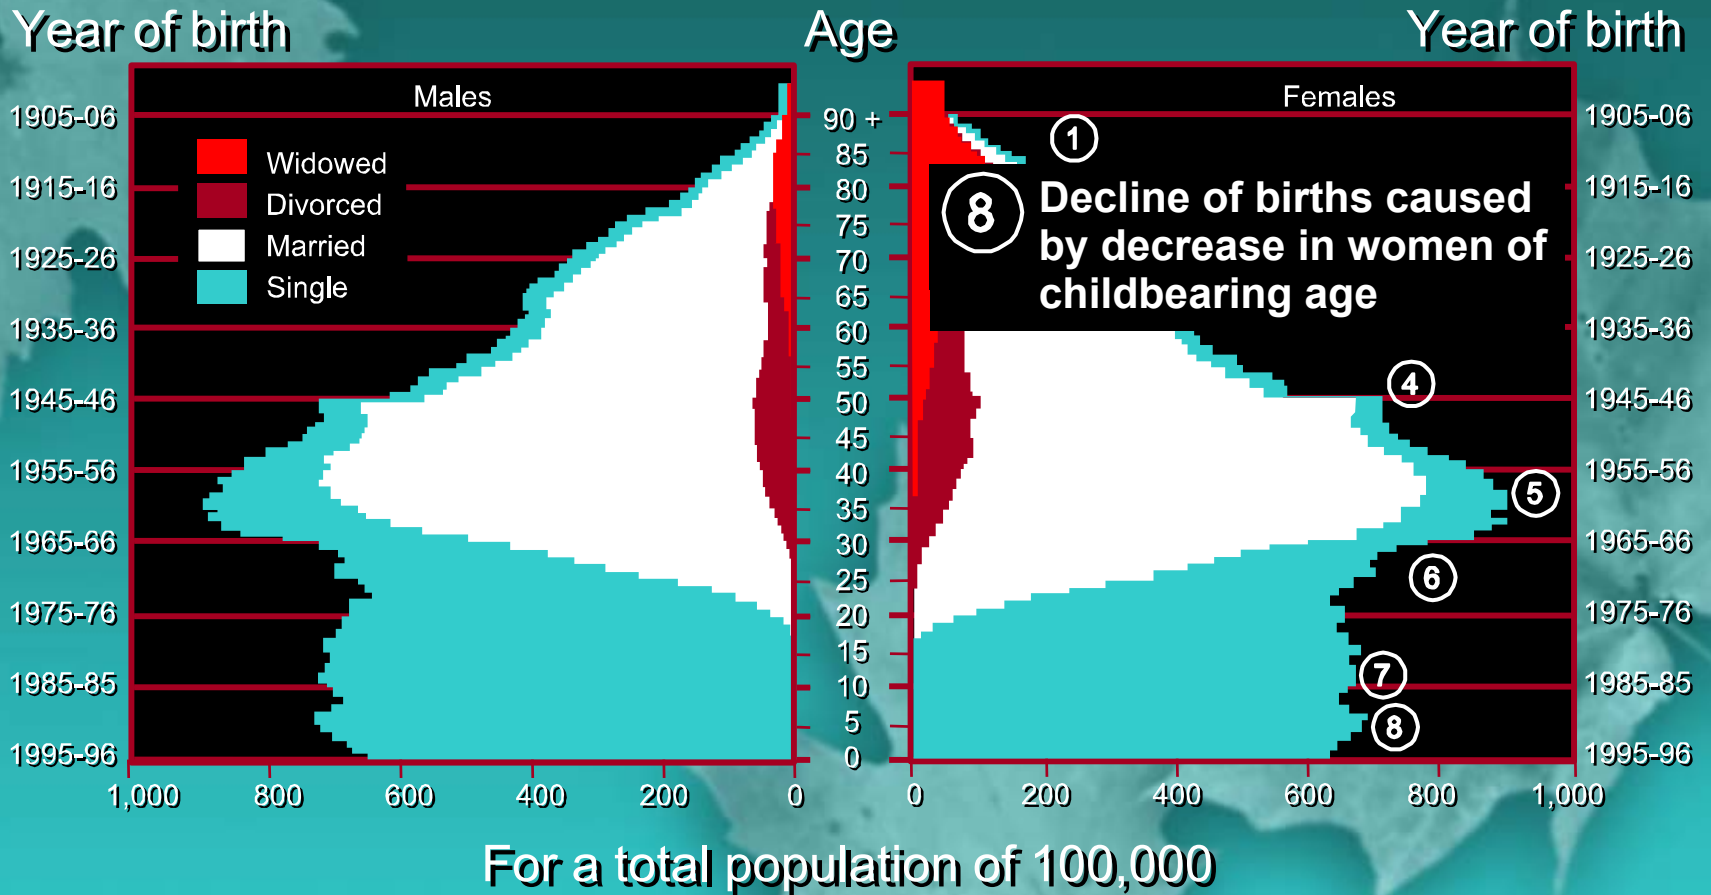 Year of birth Age Year of birth
Males Females
1905-06 90 + 1 1905-06
Widowed
85
1915-16 80 1915-16
Divorced
8 Decline of births caused
75
Married
by decrease in women of
1925-26 70 1925-26
Single
childbearing age
65
1935-36 60 1935-36
55
4
1945-46 50 1945-46
45
1955-56 40 1955-56
5
35
1965-66 30 1965-66
6
25
1975-76 20 1975-76
15
7
1985-85 10 1985-85
5 8
1995-96 0 1995-96
1,000 800 600 400 200 0 0 200 400 600 800 1,000
For a total population of 100,000